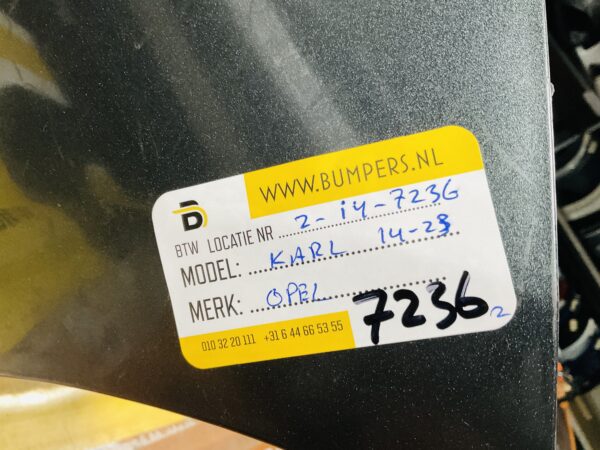 WWW.BUMPERS.NL
BTW LOCATIE NR 2-14-7236
MODEL: KARL 14-23
MERK: OPEL
7236 2
010 32 20 111 +31 6 44 66 53 55